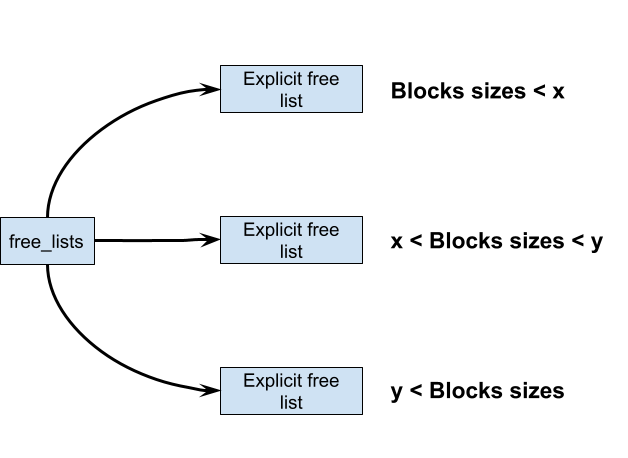 Explicit free
list
Blocks sizes < x
free_lists
Explicit free
list
x < Blocks sizes < y
Explicit free
list
y < Blocks sizes